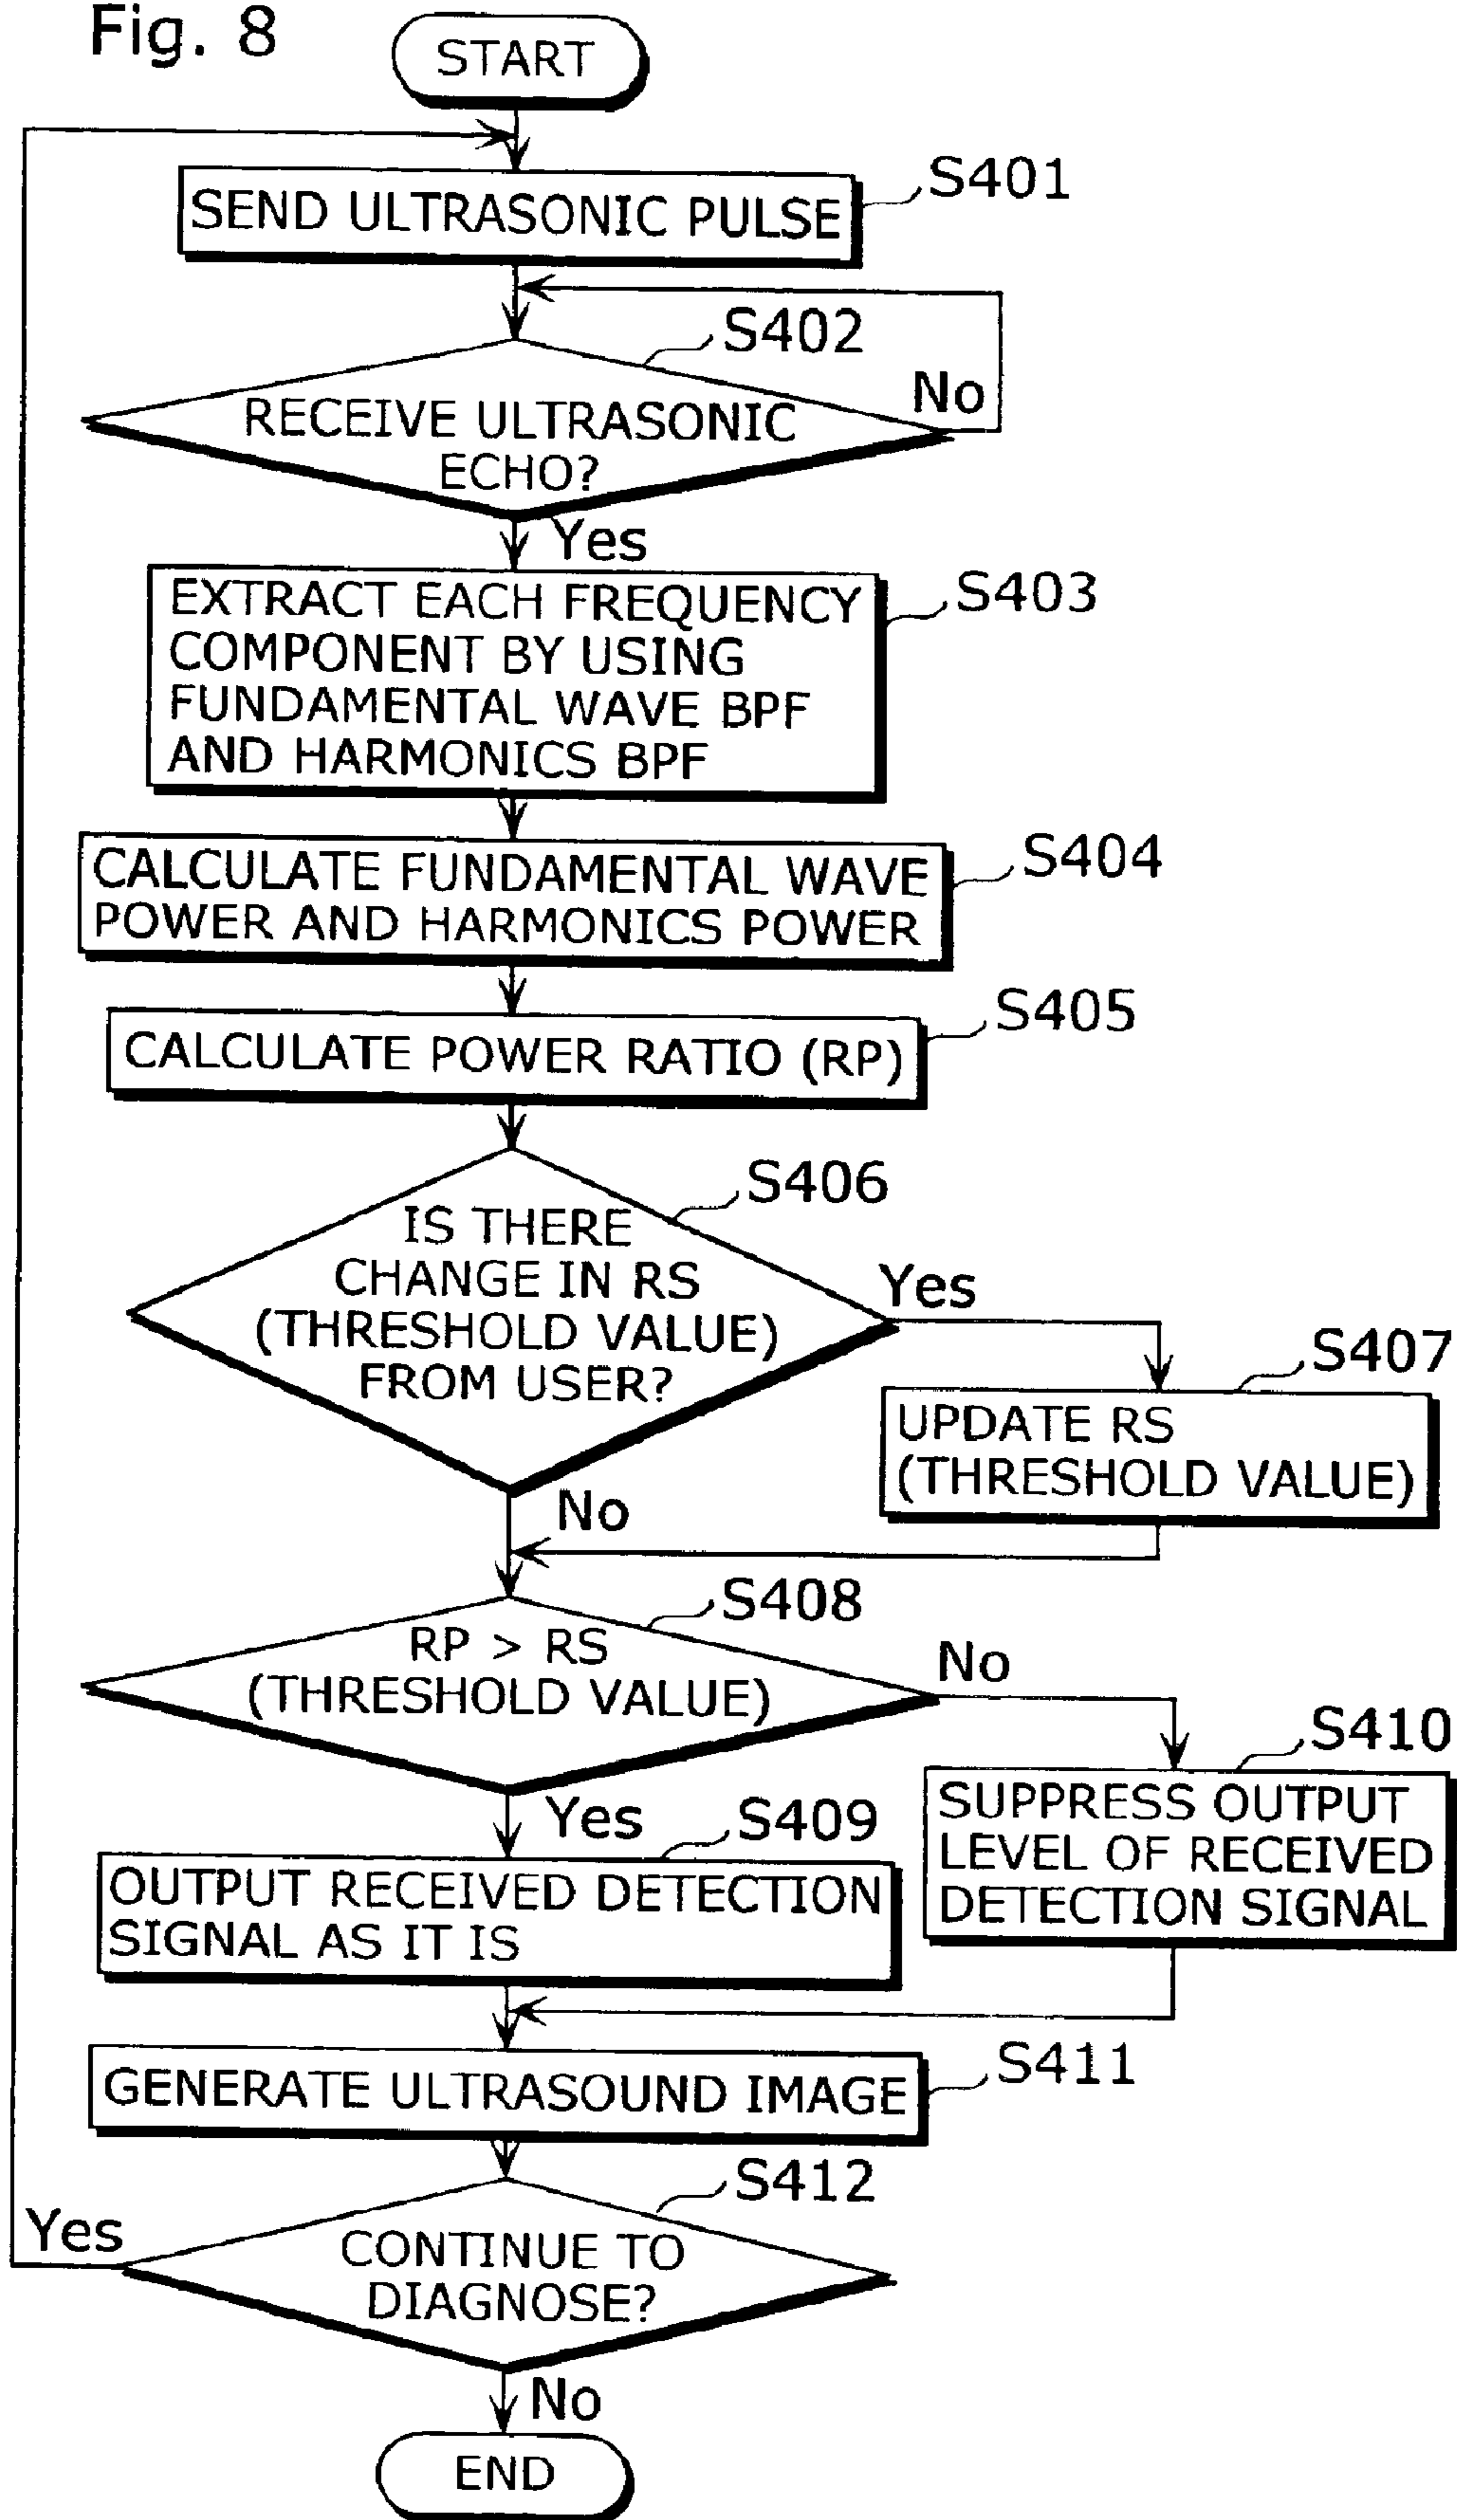 Fig. 8
START
S401
SEND ULTRASONIC PULSE
S402
No
RECEIVE ULTRASONIC
ECHO?
Yes
S403
EXTRACT EACH FREQUENCY
COMPONENT BY USING
FUNDAMENTAL WAVE BPF
AND HARMONICS BPF
S404
CALCULATE FUNDAMENTAL WAVE
POWER AND HARMONICS POWER
S405
CALCULATE POWER RATIO (RP)
S406
IS THERE
CHANGE IN RS
(THRESHOLD VALUE)
FROM USER?
Yes
S407
UPDATE RS
(THRESHOLD VALUE)
No
S408
RP > RS
(THRESHOLD VALUE)
No
S410
SUPPRESS OUTPUT
LEVEL OF RECEIVED
DETECTION SIGNAL
Yes
S409
OUTPUT RECEIVED DETECTION
SIGNAL AS IT IS
S411
GENERATE ULTRASOUND IMAGE
S412
Yes
CONTINUE TO
DIAGNOSE?
No
END